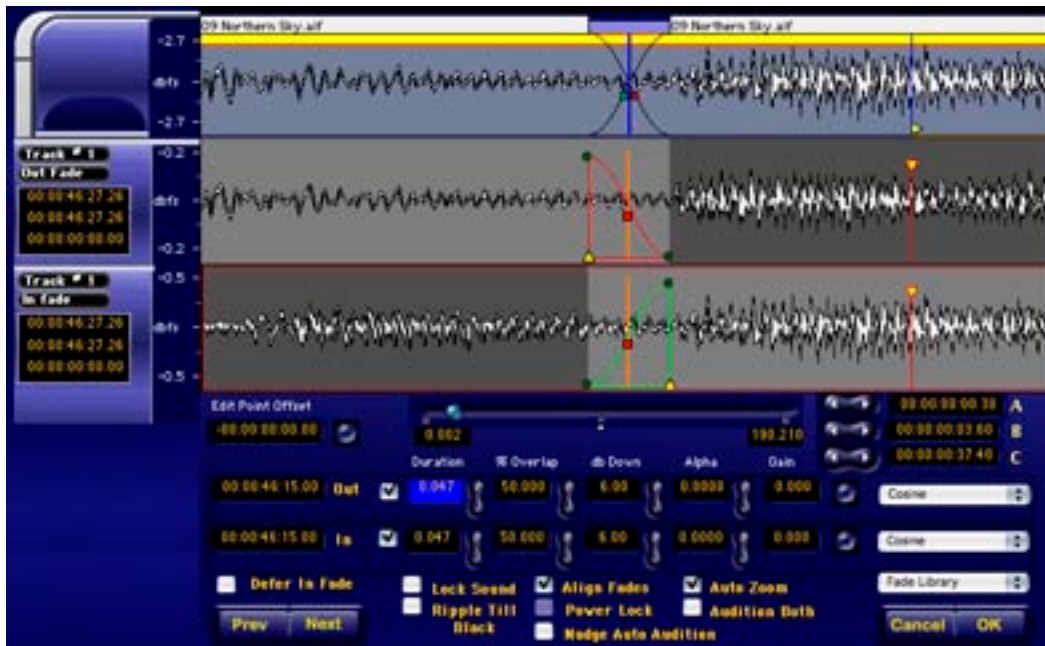 09 Northern Sky.aif 09 Northern Sky.aif
-2.7
dbfs
-2.7
Track # 1
Out Fade
00:00:46:27.26
00:00:46:27.26
00:00:00:00.00
-0.2
dbfs
-0.2
Track # 1
In fade
00:00:46:27.26
00:00:46:27.26
00:00:00:00.00
-0.5
dbfs
-0.5
Edit Point Offset
-00:00:00:00.00
0.002 190.210
A
00:00:00:03.60 B
00:00:00:37.40 C
Duration % Overlap db Down Alpha Gain
00:00:46:15.00 Out 0.047 50.000 6.00 0.0000 0.000 Cosine
00:00:46:15.00 In 0.047 50.000 6.00 0.0000 0.000 Cosine
Defer In Fade Lock Sound Align Fades Auto Zoom Fade Library
Ripple Till Black Power Lock Audition Both
Nudge Auto Audition
Prev Next Cancel OK